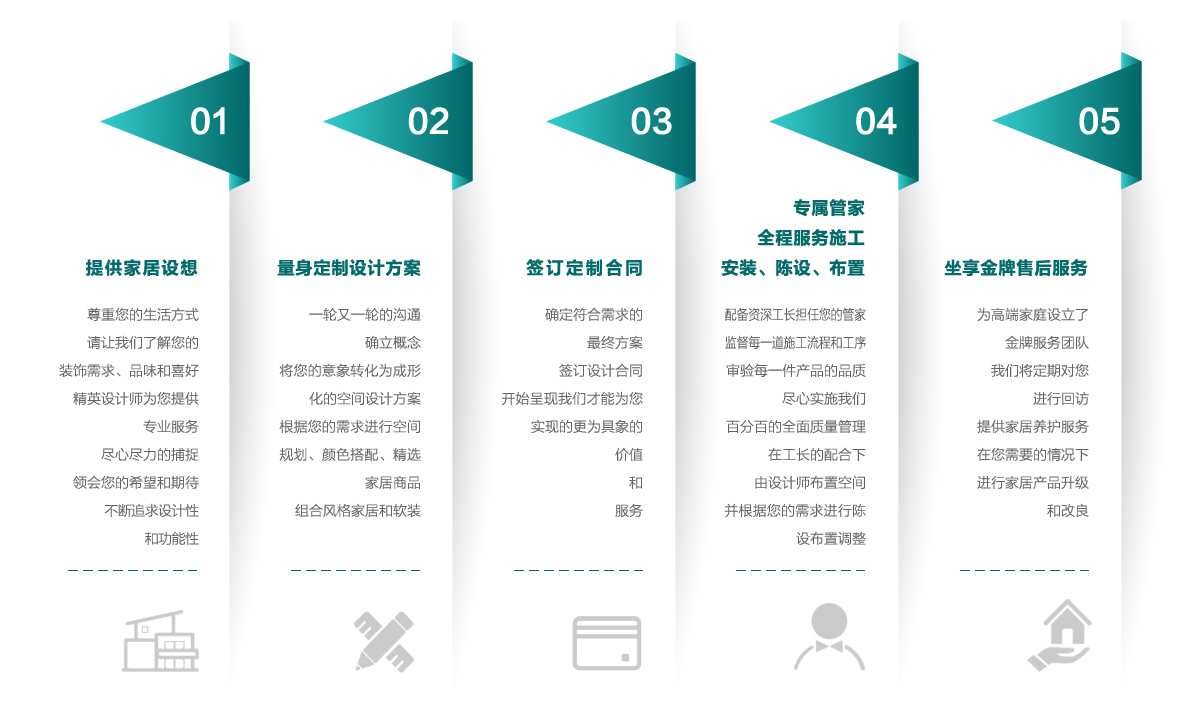 01
提供家居设想
尊重您的生活方式
请让我们了解您的
装饰需求、品味和喜好
精英设计师为您提供
专业服务
尽心尽力的捕捉
领会您的希望和期待
不断追求设计性
和功能性
02
量身定制设计方案
一轮又一轮的沟通
确立概念
将您的意象转化为成形
化的空间设计方案
根据您的需求进行空间
规划、颜色搭配、精选
家居商品
组合风格家居和软装
03
签订定制合同
确定符合需求的
最终方案
签订设计合同
开始呈现我们才能为您
实现的更为具象的
价值
和
服务
04
专属管家
全程服务施工
安装、陈设、布置
配备资深工长担任您的管家
监督每一道施工流程和工序
审验每一件产品的品质
尽心实施我们
百分百的全面质量管理
在工长的配合下
由设计师布置空间
并根据您的需求进行陈
设布置调整
05
坐享金牌售后服务
为高端家庭设立了
金牌服务团队
我们将定期对您
进行回访
提供家居养护服务
在您需要的情况下
进行家居产品升级
和改良